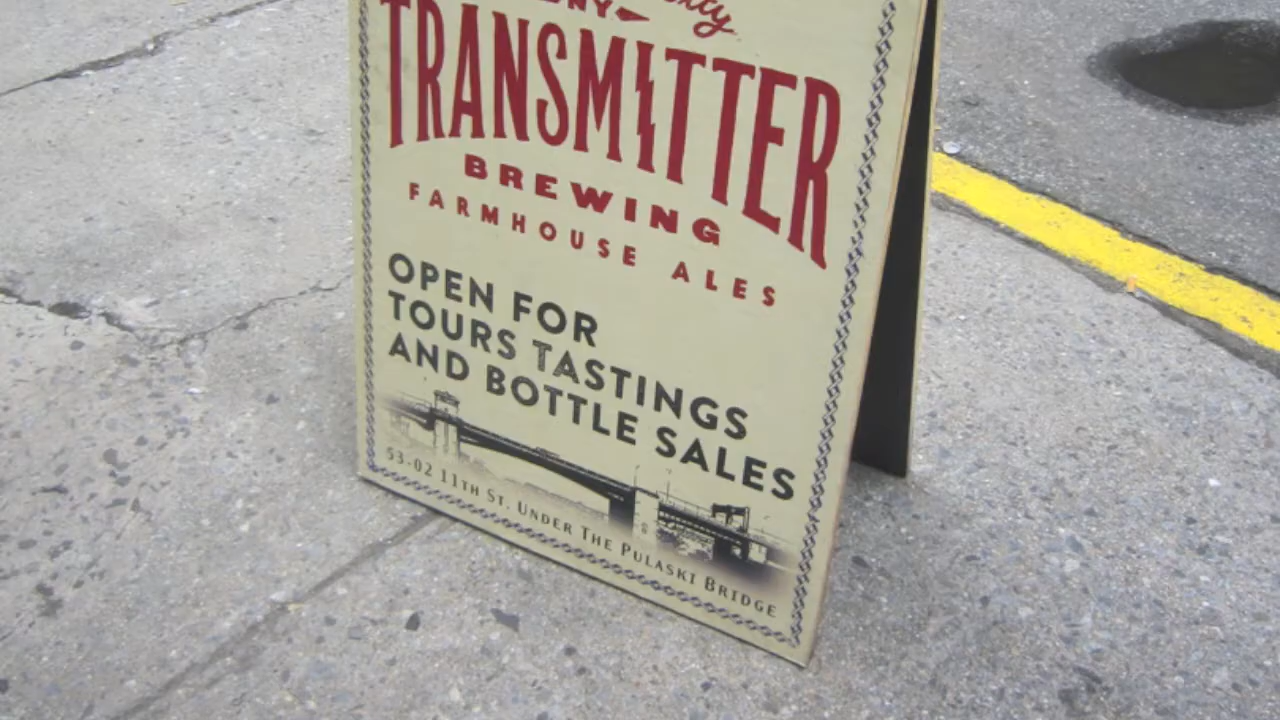 TRANSMITTER
BREWING
FARMHOUSE ALES
OPEN FOR
TOURS TASTINGS
AND BOTTLE SALES
53-02 11TH ST. UNDER THE PULASKI BRIDGE